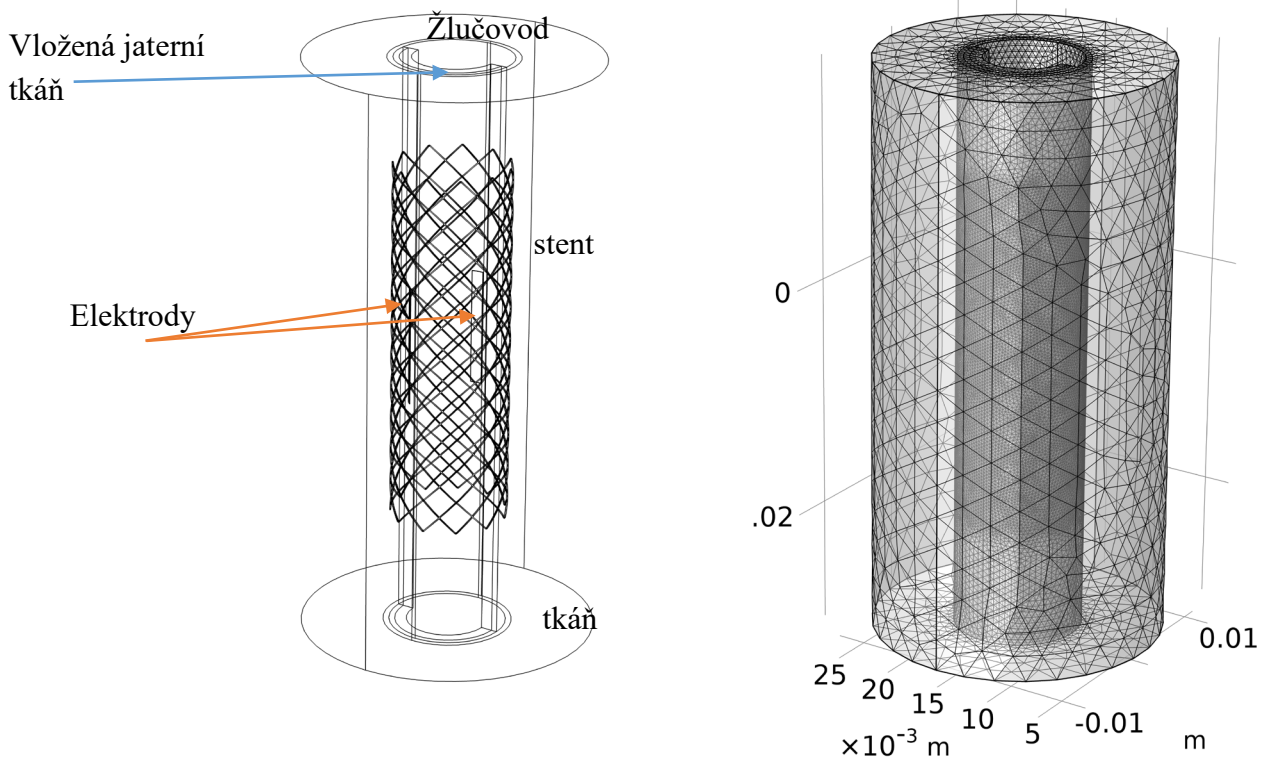 Žlučovod
Vložená jaterní
tkáň
stent
Elektrody
tkáň
0
.02
25
20
15
10
5
×10⁻³ m
-0.01
0.01
m